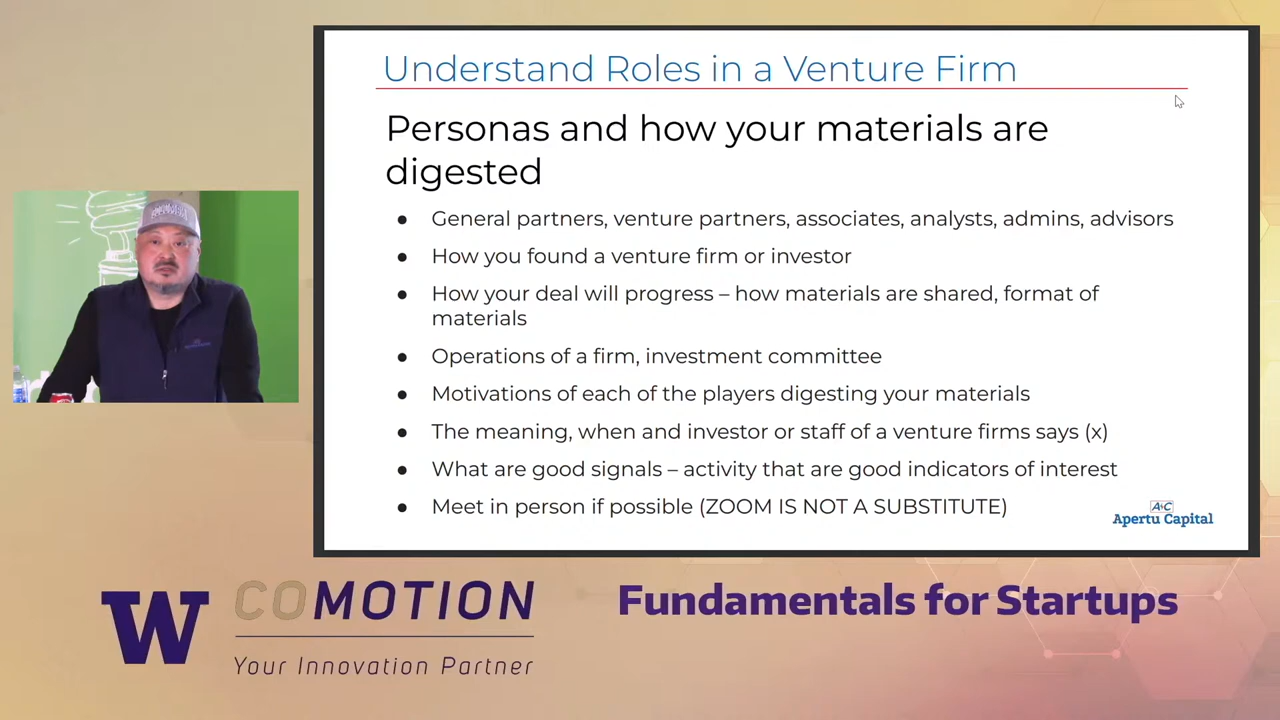 Understand Roles in a Venture Firm
Personas and how your materials are
digested
● General partners, venture partners, associates, analysts, admins, advisors
● How you found a venture firm or investor
● How your deal will progress – how materials are shared, format of
materials
● Operations of a firm, investment committee
● Motivations of each of the players digesting your materials
● The meaning, when and investor or staff of a venture firms says (x)
● What are good signals – activity that are good indicators of interest
● Meet in person if possible (ZOOM IS NOT A SUBSTITUTE)
A•C
Apertu Capital
W
COMOTION
Your Innovation Partner
Fundamentals for Startups